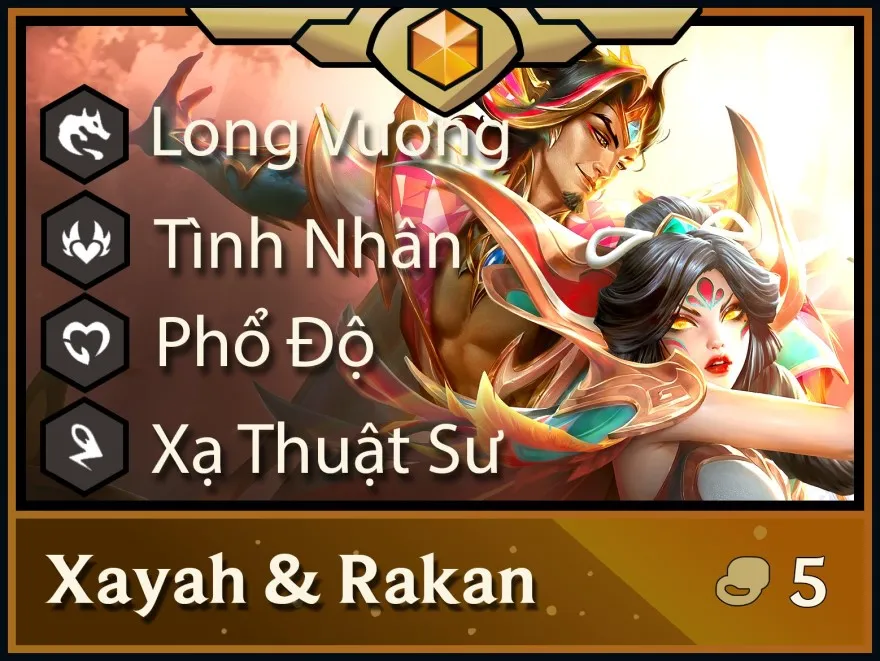 Long Vương
Tình Nhân
Phổ Độ
Xạ Thuật Sư
Xayah & Rakan
5